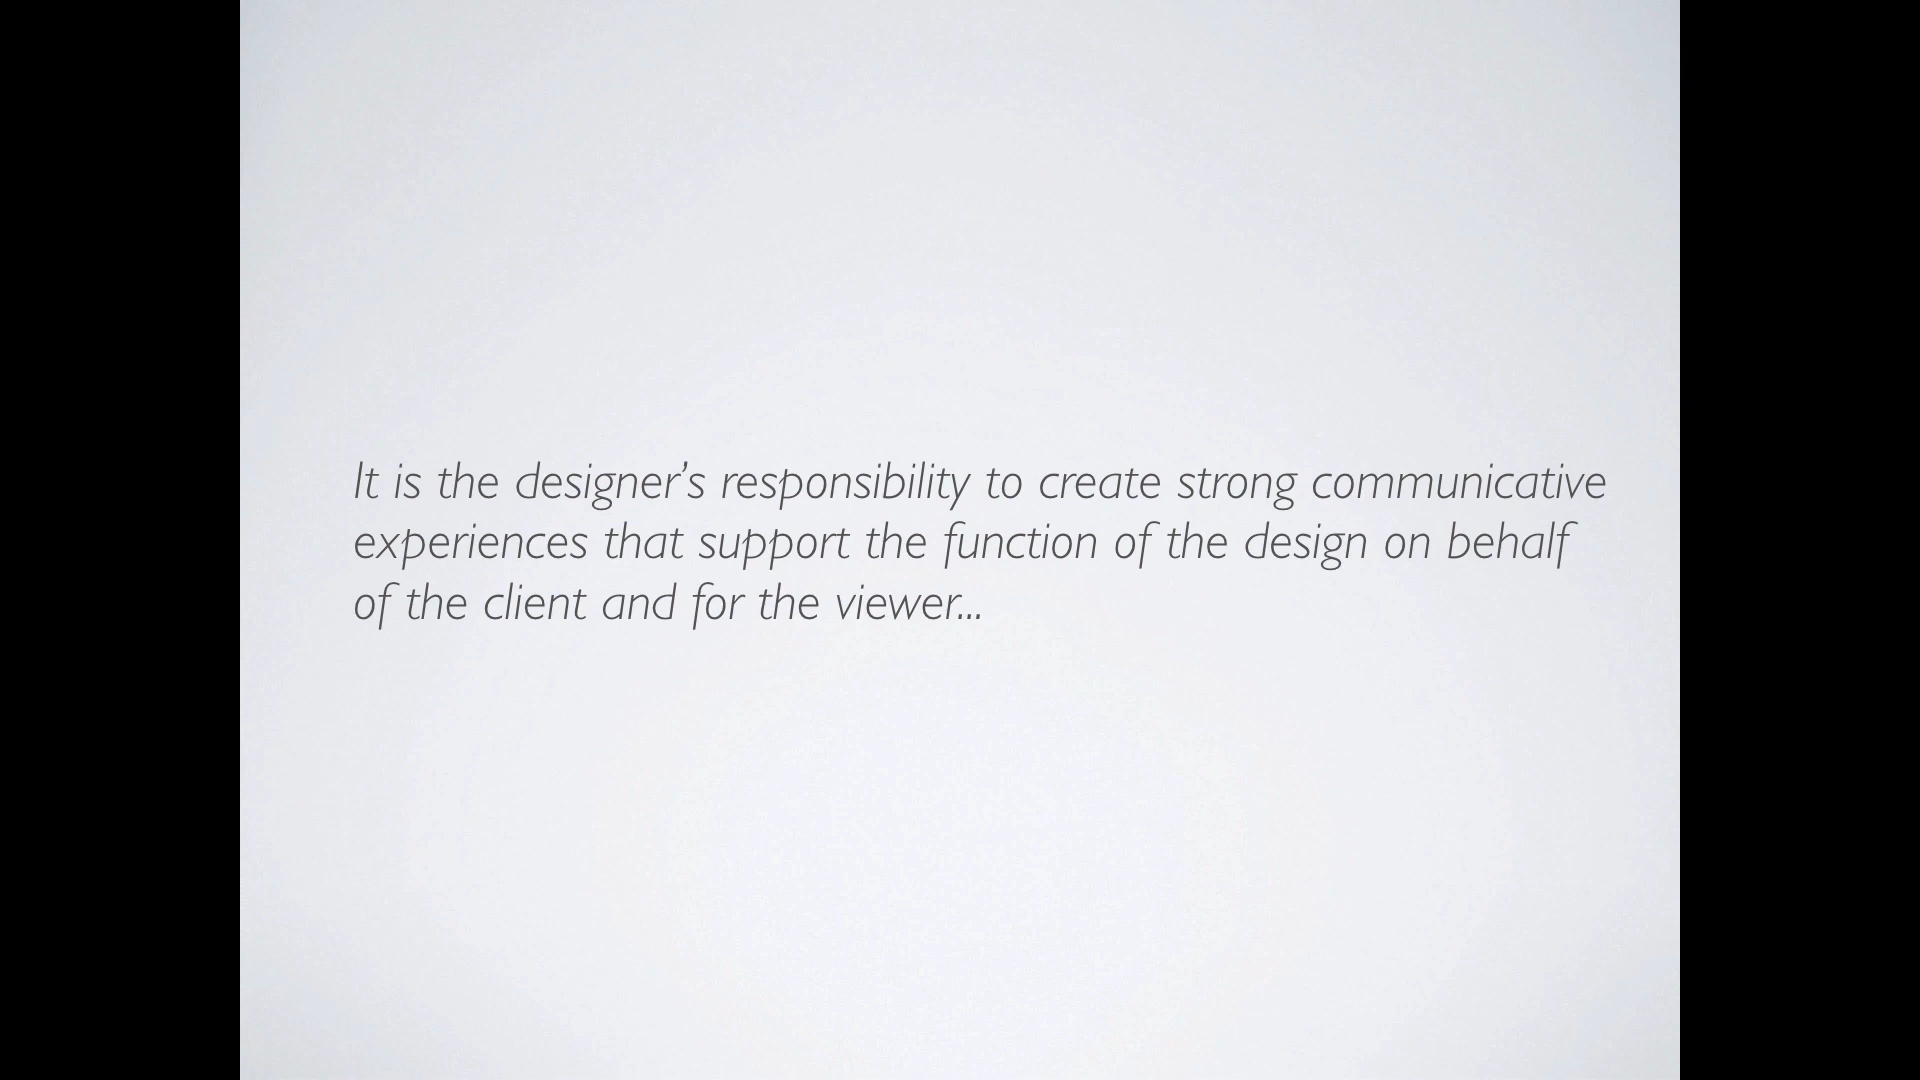 It is the designer’s responsibility to create strong communicative
experiences that support the function of the design on behalf
of the client and for the viewer...